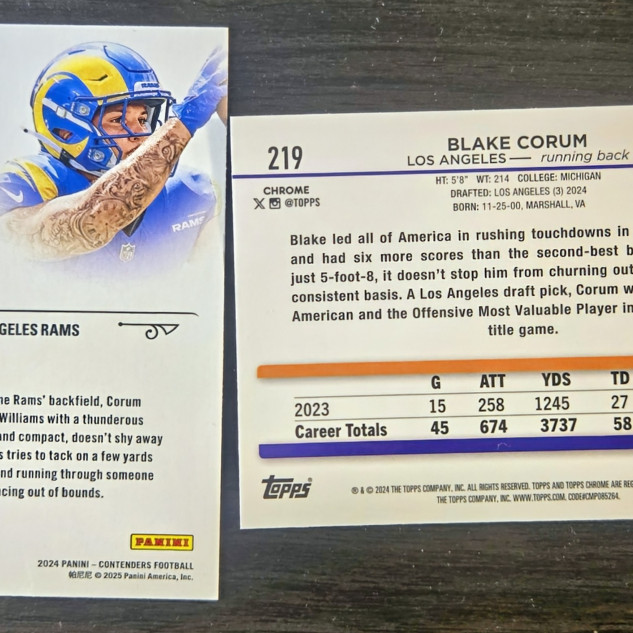 RAMS
GELES RAMS
ne Rams' backfield, Corum
Williams with a thunderous
and compact, doesn't shy away
s tries to tack on a few yards
nd running through someone
cing out of bounds.
PANINI
2024 PANINI – CONTENDERS FOOTBALL
帕尼尼 © 2025 Panini America, Inc.
219
BLAKE CORUM
LOS ANGELES — running back
CHROME
@TOPPS
HT: 5'8" WT: 214 COLLEGE: MICHIGAN
DRAFTED: LOS ANGELES (3) 2024
BORN: 11-25-00, MARSHALL, VA
Blake led all of America in rushing touchdowns in
and had six more scores than the second-best b
just 5-foot-8, it doesn't stop him from churning out
consistent basis. A Los Angeles draft pick, Corum w
American and the Offensive Most Valuable Player in
title game.
G ATT YDS TD
2023 15 258 1245 27
Career Totals 45 674 3737 58
Topps
® & © 2024 THE TOPPS COMPANY, INC. ALL RIGHTS RESERVED. TOPPS AND TOPPS CHROME ARE REG
THE TOPPS COMPANY, INC. WWW.TOPPS.COM. CODE#CMP085264.